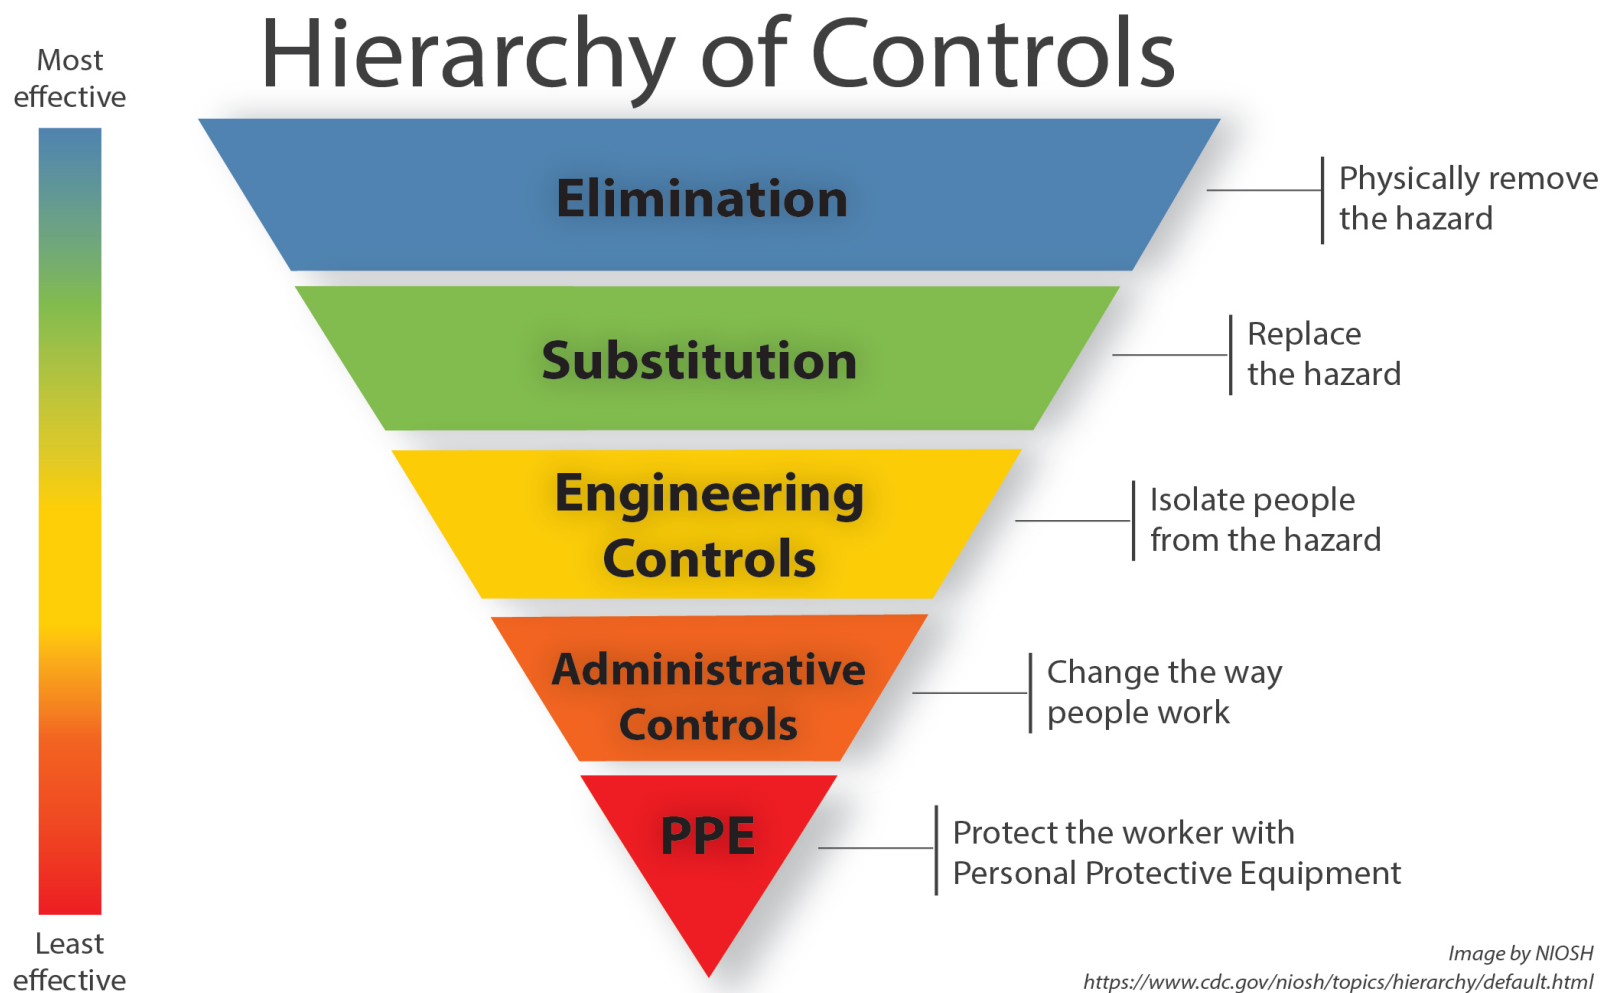 Hierarchy of Controls
Most
effective
Elimination
Physically remove
the hazard
Substitution
Replace
the hazard
Engineering
Controls
Isolate people
from the hazard
Administrative
Controls
Change the way
people work
PPE
Protect the worker with
Personal Protective Equipment
Least
effective
Image by NIOSH
https://www.cdc.gov/niosh/topics/hierarchy/default.html